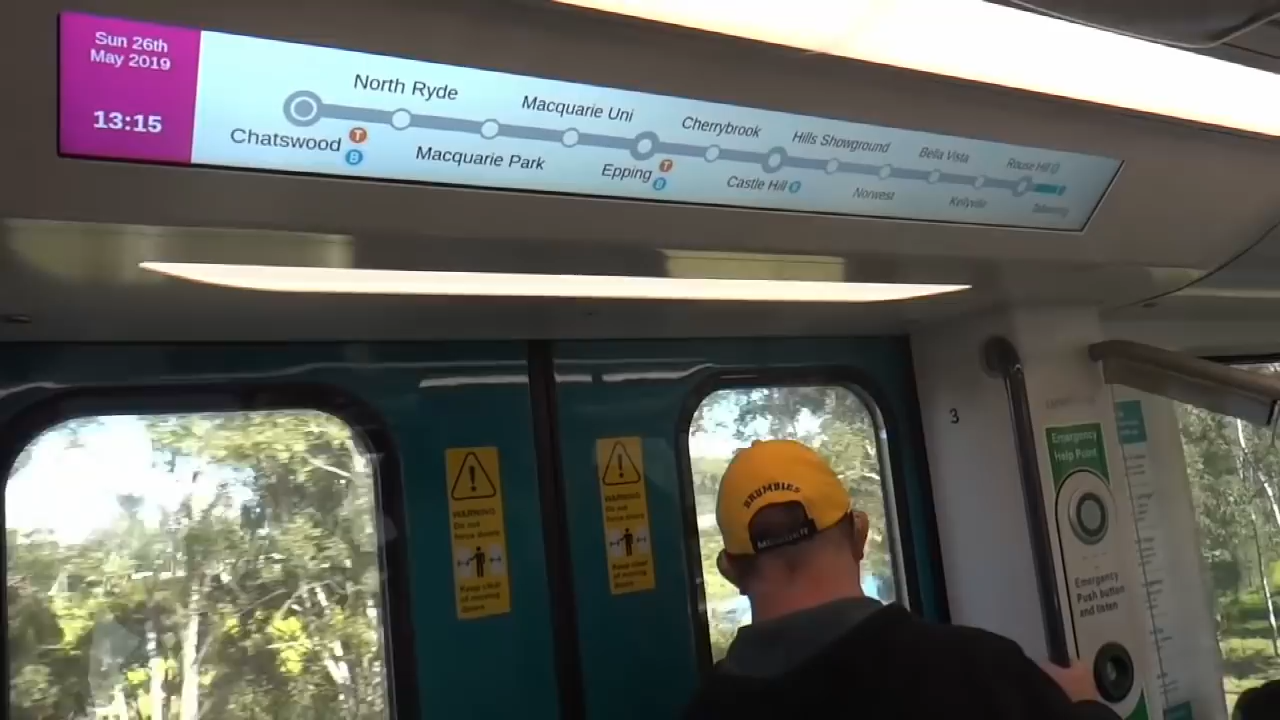 Sun 26th
May 2019
13:15
North Ryde
Macquarie Uni
Cherrybrook
Hills Showground
Bella Vista
Rouse Hill
Chatswood T
B
Macquarie Park
Epping T
B
Castle Hill B
Norwest
Kellyville
WARNING
Do not
force doors
Keep clear
of moving
doors
WARNING
Do not
force doors
Keep clear
of moving
doors
BRUMBIES
3
Emergency
Help Point
Emergency
Push button
and listen